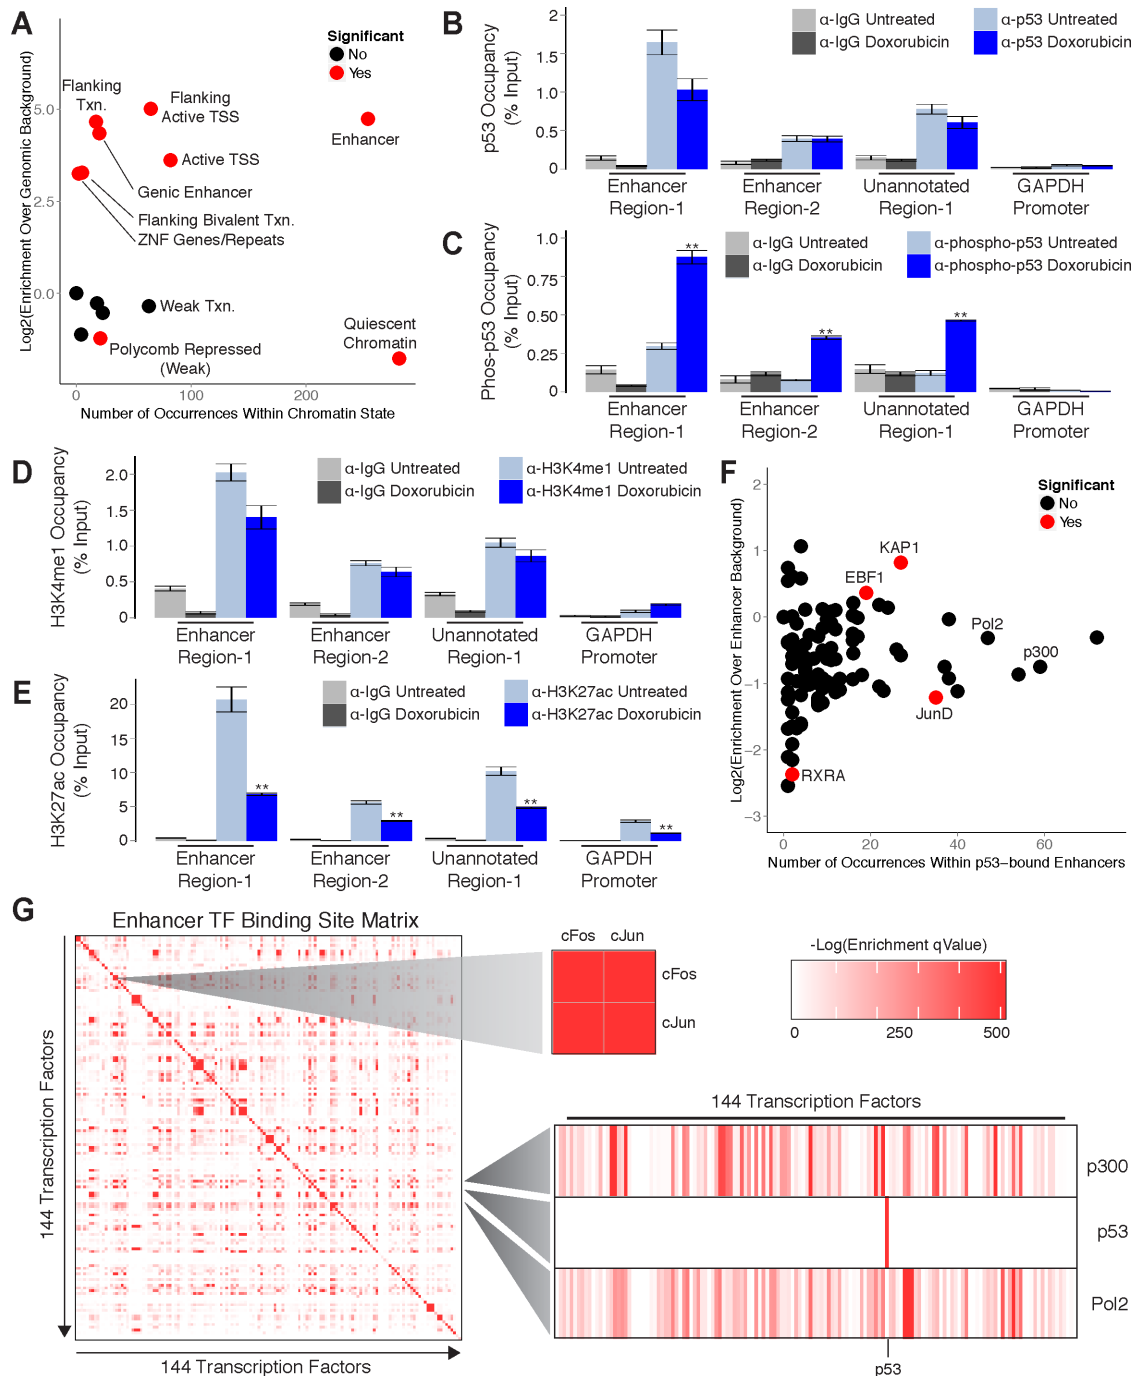 A
Log2(Enrichment Over Genomic Background)
5.0
2.5
0.0
0
100
200
Number of Occurrences Within Chromatin State
Significant
No
Yes
Flanking
Txn.
Flanking
Active TSS
Enhancer
Active TSS
Genic Enhancer
Flanking Bivalent Txn.
ZNF Genes/Repeats
Weak Txn.
Quiescent
Chromatin
Polycomb Repressed
(Weak)
B
p53 Occupancy
(% Input)
2
1.5
1.0
0.5
0
α-IgG Untreated
α-IgG Doxorubicin
α-p53 Untreated
α-p53 Doxorubicin
Enhancer
Region-1
Enhancer
Region-2
Unannotated
Region-1
GAPDH
Promoter
C
Phos-p53 Occupancy
(% Input)
1.0
0.75
0.50
0.25
0
α-IgG Untreated
α-IgG Doxorubicin
α-phospho-p53 Untreated
α-phospho-p53 Doxorubicin
**
**
**
Enhancer
Region-1
Enhancer
Region-2
Unannotated
Region-1
GAPDH
Promoter
D
H3K4me1 Occupancy
(% Input)
2.0
1.5
1.0
0.5
0
α-IgG Untreated
α-IgG Doxorubicin
α-H3K4me1 Untreated
α-H3K4me1 Doxorubicin
Enhancer
Region-1
Enhancer
Region-2
Unannotated
Region-1
GAPDH
Promoter
E
H3K27ac Occupancy
(% Input)
20
15
10
5
0
α-IgG Untreated
α-IgG Doxorubicin
α-H3K27ac Untreated
α-H3K27ac Doxorubicin
**
**
**
**
Enhancer
Region-1
Enhancer
Region-2
Unannotated
Region-1
GAPDH
Promoter
F
Log2(Enrichment Over Enhancer Background)
2
1
0
−1
−2
−3
0
20
40
60
Number of Occurrences Within p53−bound Enhancers
Significant
No
Yes
KAP1
EBF1
Pol2
p300
JunD
RXRA
G
Enhancer TF Binding Site Matrix
144 Transcription Factors
144 Transcription Factors
cFos cJun
cFos
cJun
-Log(Enrichment qValue)
0 250 500
144 Transcription Factors
p300
p53
Pol2
p53